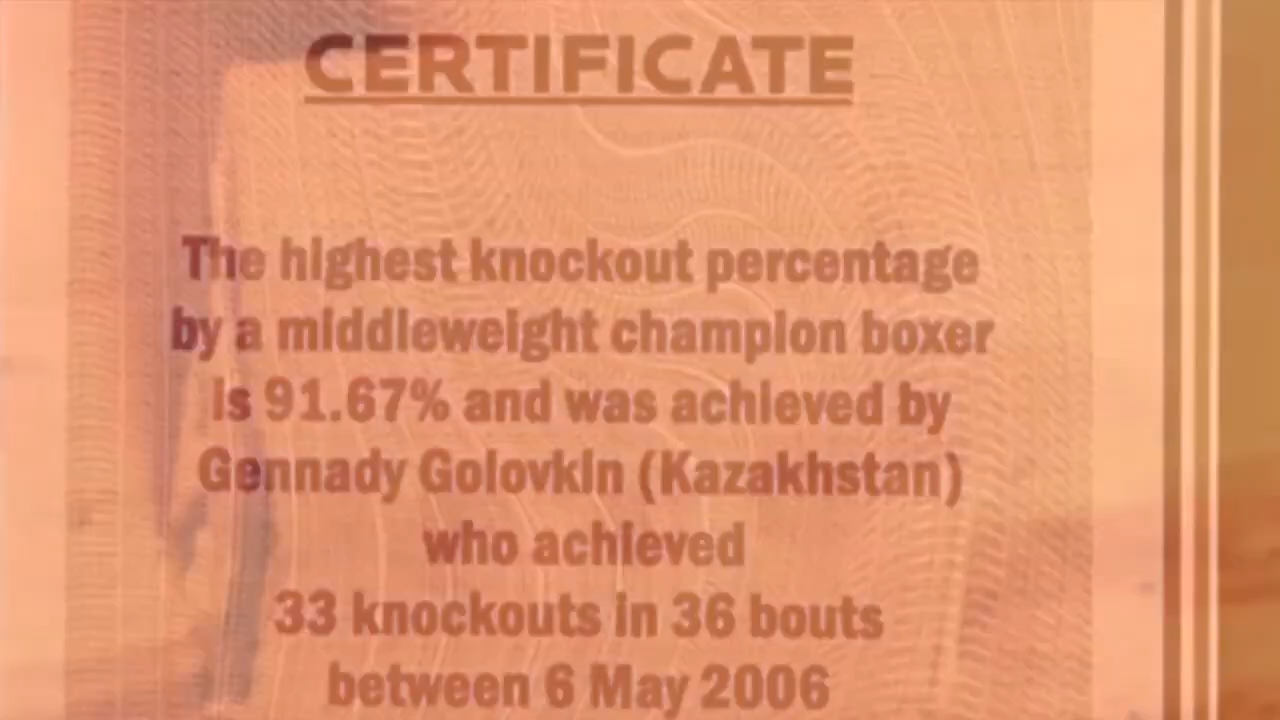 CERTIFICATE
The highest knockout percentage
by a middleweight champion boxer
is 91.67% and was achieved by
Gennady Golovkin (Kazakhstan)
who achieved
33 knockouts in 36 bouts
between 6 May 2006